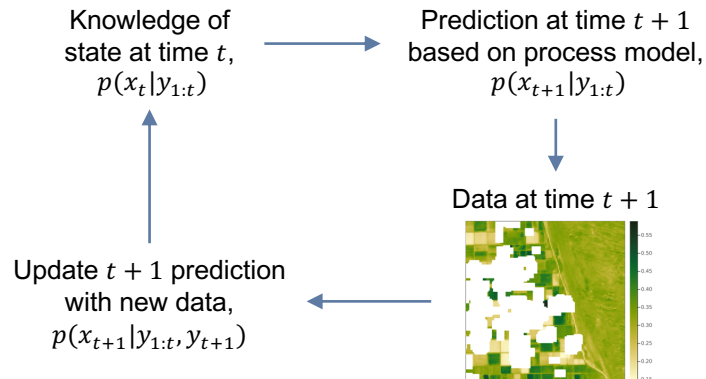 Knowledge of
state at time t,
p(x_t|y_{1:t})
Prediction at time t + 1
based on process model,
p(x_{t+1}|y_{1:t})
Data at time t + 1
0.55
0.50
0.45
0.40
0.35
0.30
0.25
0.20
0.15
Update t + 1 prediction
with new data,
p(x_{t+1}|y_{1:t}, y_{t+1})